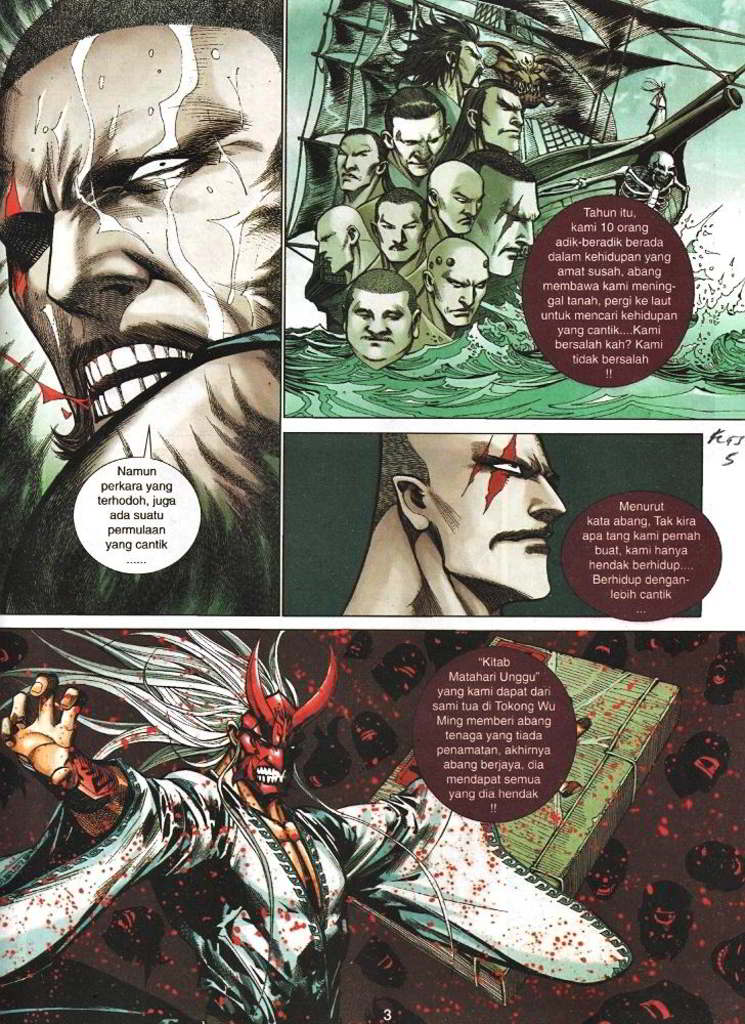 Namun
perkara yang
terhodoh, juga
ada suatu
permulaan
yang cantik
......
Tahun itu,
kami 10 orang
adik-beradik berada
dalam kehidupan yang
amat susah, abang
membawa kami mening-
gal tanah, pergi ke laut
untuk mencari kehidupan
yang cantik....Kami
bersalah kah? Kami
tidak bersalah
!!
5
Menurut
kata abang, Tak kira
apa tang kami pernah
buat, kami hanya
hendak berhidup....
Berhidup dengan-
lebih cantik
...
"Kitab
Matahari Unggu"
yang kami dapat dari
sami tua di Tokong Wu
Ming memberi abang
tenaga yang tiada
penamatan, akhirnya
abang berjaya, dia
mendapat semua
yang dia hendak
!!
3